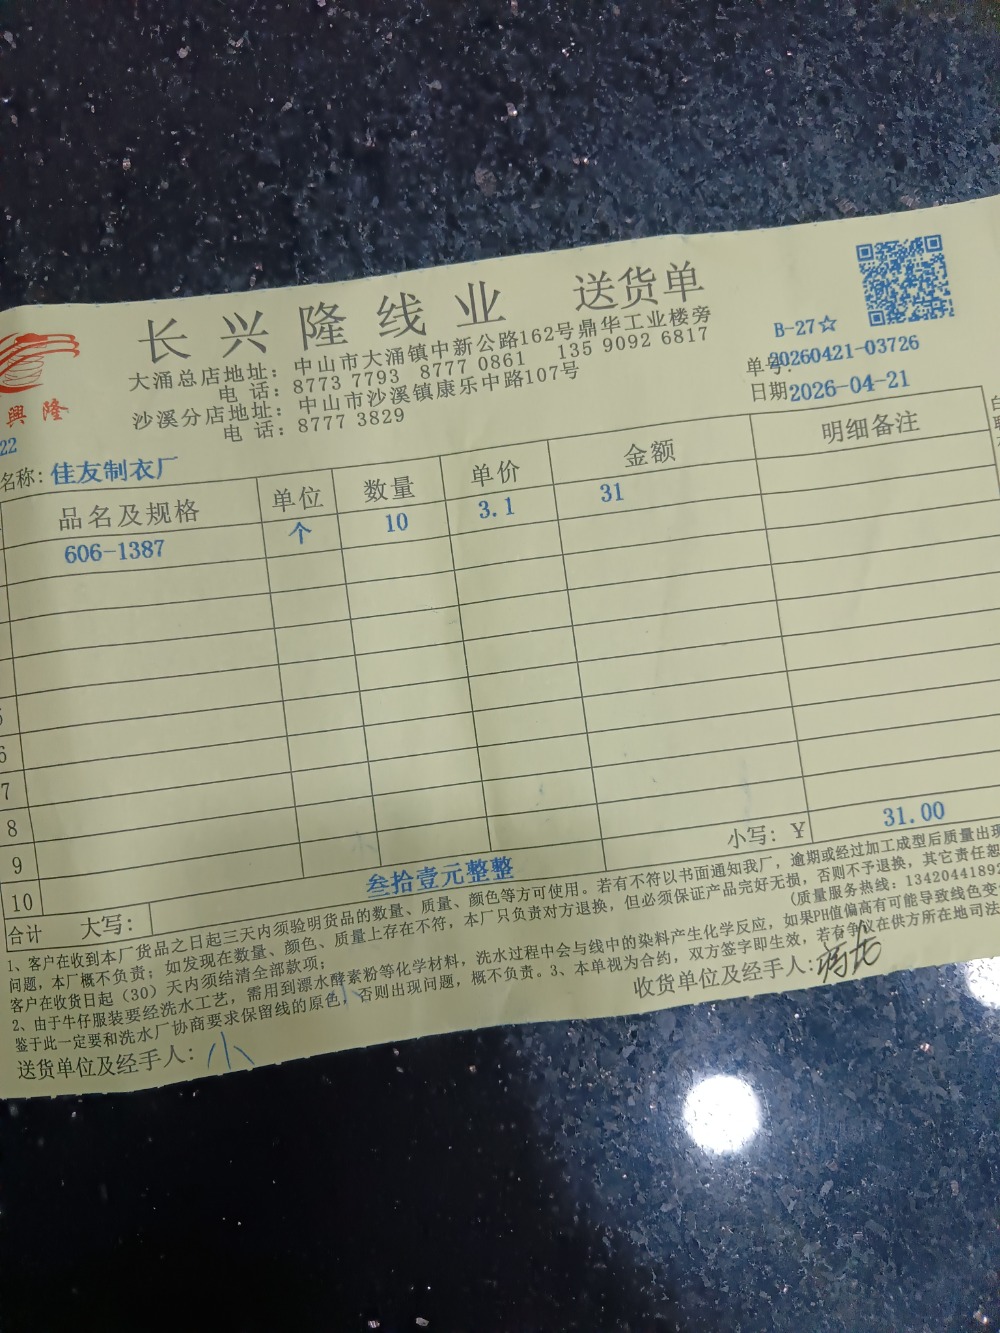 长兴隆线业 送货单
大涌总店地址：中山市大涌镇中新公路162号鼎华工业楼旁
电 话：8773 7793 8777 0861 135 9092 6817
沙溪分店地址：中山市沙溪镇康乐中路107号
电 话：8777 3829
興 隆
B-27☆
单号：20260421-03726
日期 2026-04-21
22
名称：佳友制衣厂
品名及规格 单位 数量 单价 金额 明细备注
606-1387 个 10 3.1 31
6
7
8
9
10
小写：￥ 31.00
合计 大写：叁拾壹元整整
1、客户在收到本厂货品之日起三天内须验明货品的数量、质量、颜色等方可使用。若有不符以书面通知我厂，逾期或经过加工成型后质量出现
问题，本厂概不负责；如发现在数量、颜色、质量上存在不符，本厂只负责对方退换，但必须保证产品完好无损，否则不予退换，其它责任恕
客户在收货日起（30）天内须结清全部款项；
（质量服务热线：1342044189
2、由于牛仔服装要经洗水工艺，需用到漂水酵素粉等化学材料，洗水过程中会与线中的染料产生化学反应，如果PH值偏高有可能导致线色变
鉴于此一定要和洗水厂协商要求保留线的原色，否则出现问题，概不负责。3、本单视为合约，双方签字即生效，若有争议在供方所在地司法
送货单位及经手人：小
收货单位及经手人：